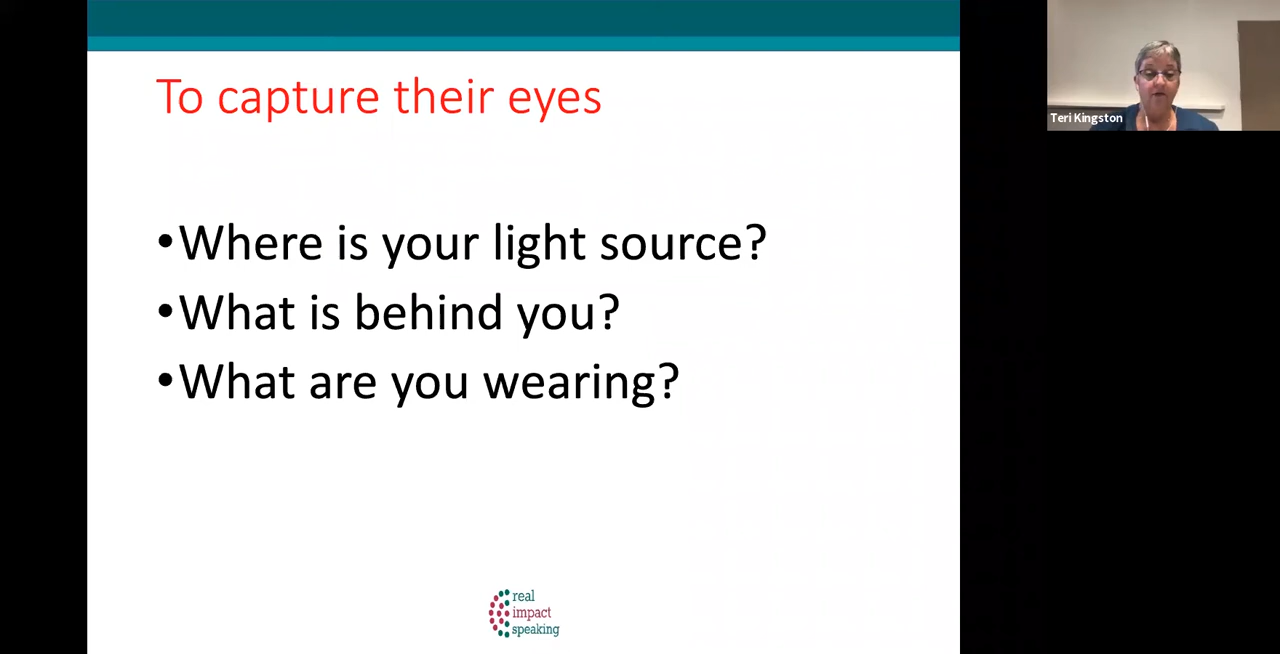 To capture their eyes
•Where is your light source?
•What is behind you?
•What are you wearing?
real
impact
speaking
Teri Kingston